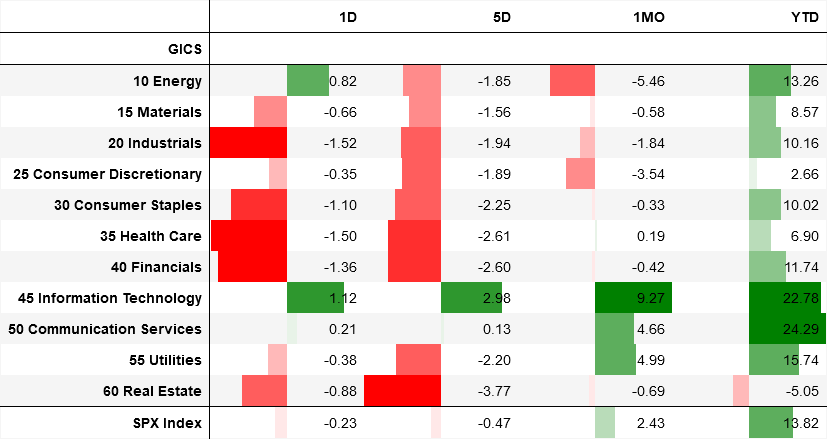 1D 5D 1MO YTD
GICS
10 Energy 0.82 -1.85 -5.46 13.26
15 Materials -0.66 -1.56 -0.58 8.57
20 Industrials -1.52 -1.94 -1.84 10.16
25 Consumer Discretionary -0.35 -1.89 -3.54 2.66
30 Consumer Staples -1.10 -2.25 -0.33 10.02
35 Health Care -1.50 -2.61 0.19 6.90
40 Financials -1.36 -2.60 -0.42 11.74
45 Information Technology 1.12 2.98 9.27 22.78
50 Communication Services 0.21 0.13 4.66 24.29
55 Utilities -0.38 -2.20 4.99 15.74
60 Real Estate -0.88 -3.77 -0.69 -5.05
SPX Index -0.23 -0.47 2.43 13.82